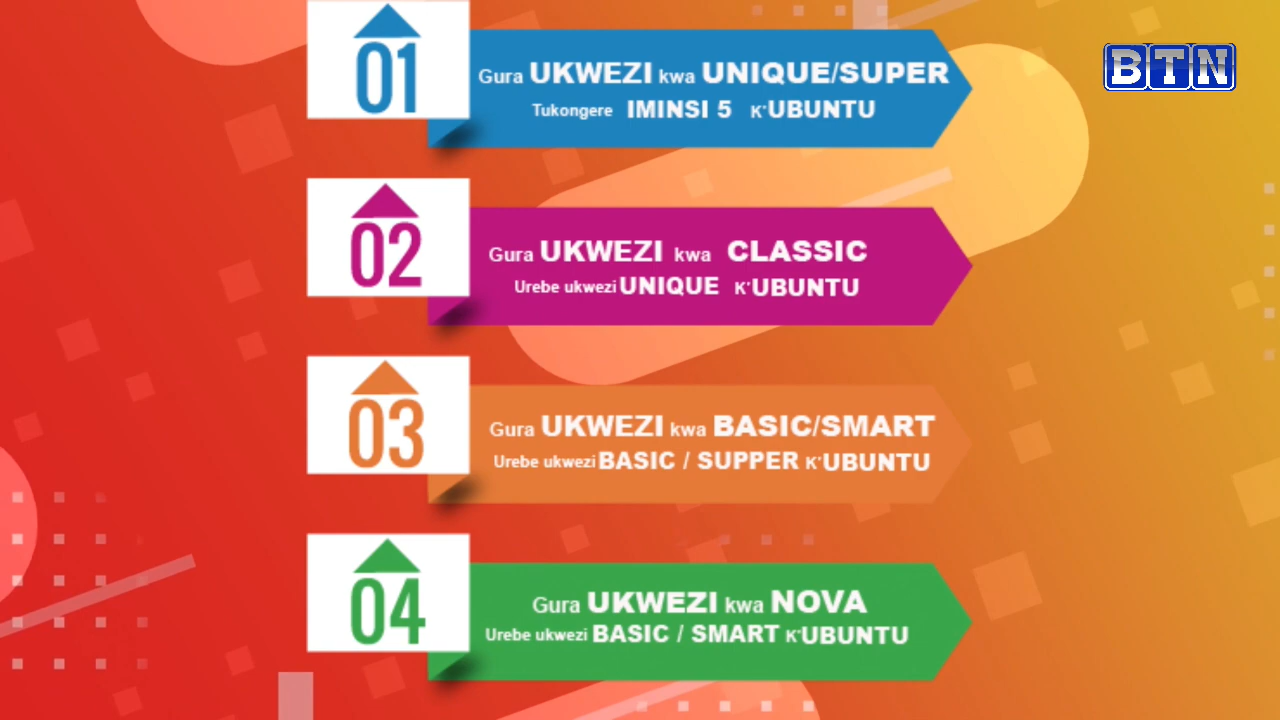 BTN
01
Gura UKWEZI kwa UNIQUE/SUPER
Tukongere IMINSI 5 K'UBUNTU
02
Gura UKWEZI kwa CLASSIC
Urebe ukwezi UNIQUE K'UBUNTU
03
Gura UKWEZI kwa BASIC/SMART
Urebe ukwezi BASIC / SUPPER K'UBUNTU
04
Gura UKWEZI kwa NOVA
Urebe ukwezi BASIC / SMART K'UBUNTU